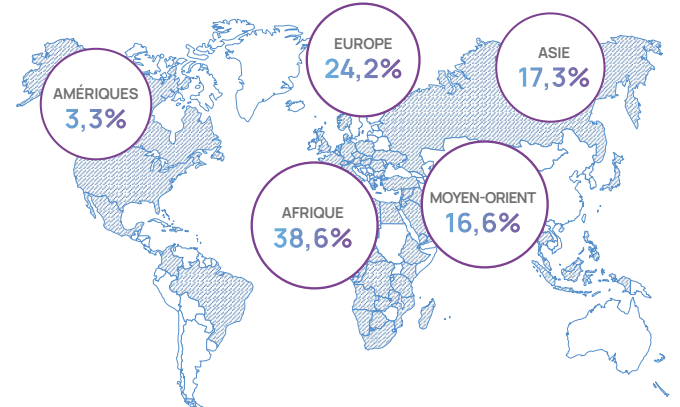 EUROPE
24,2%
ASIE
17,3%
AMÉRIQUES
3,3%
MOYEN-ORIENT
16,6%
AFRIQUE
38,6%